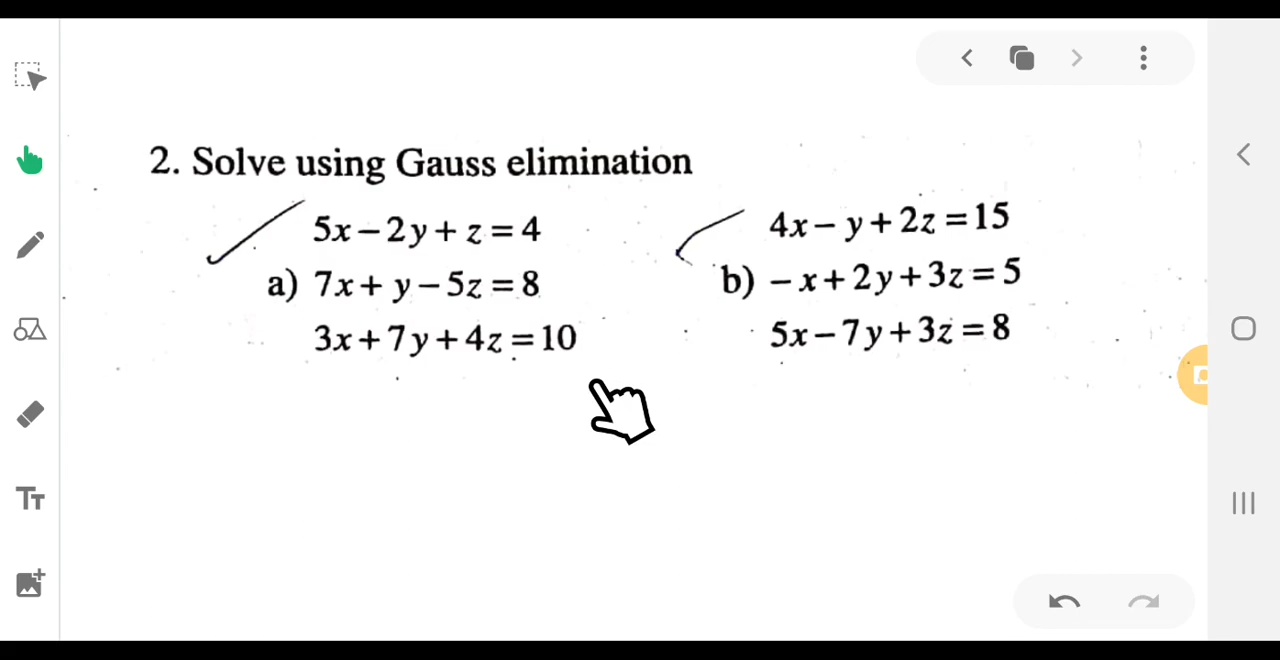 2. Solve using Gauss elimination
5x – 2y + z = 4
a) 7x + y – 5z = 8
3x + 7y + 4z = 10
4x – y + 2z = 15
b) – x + 2y + 3z = 5
5x – 7y + 3z = 8
TT